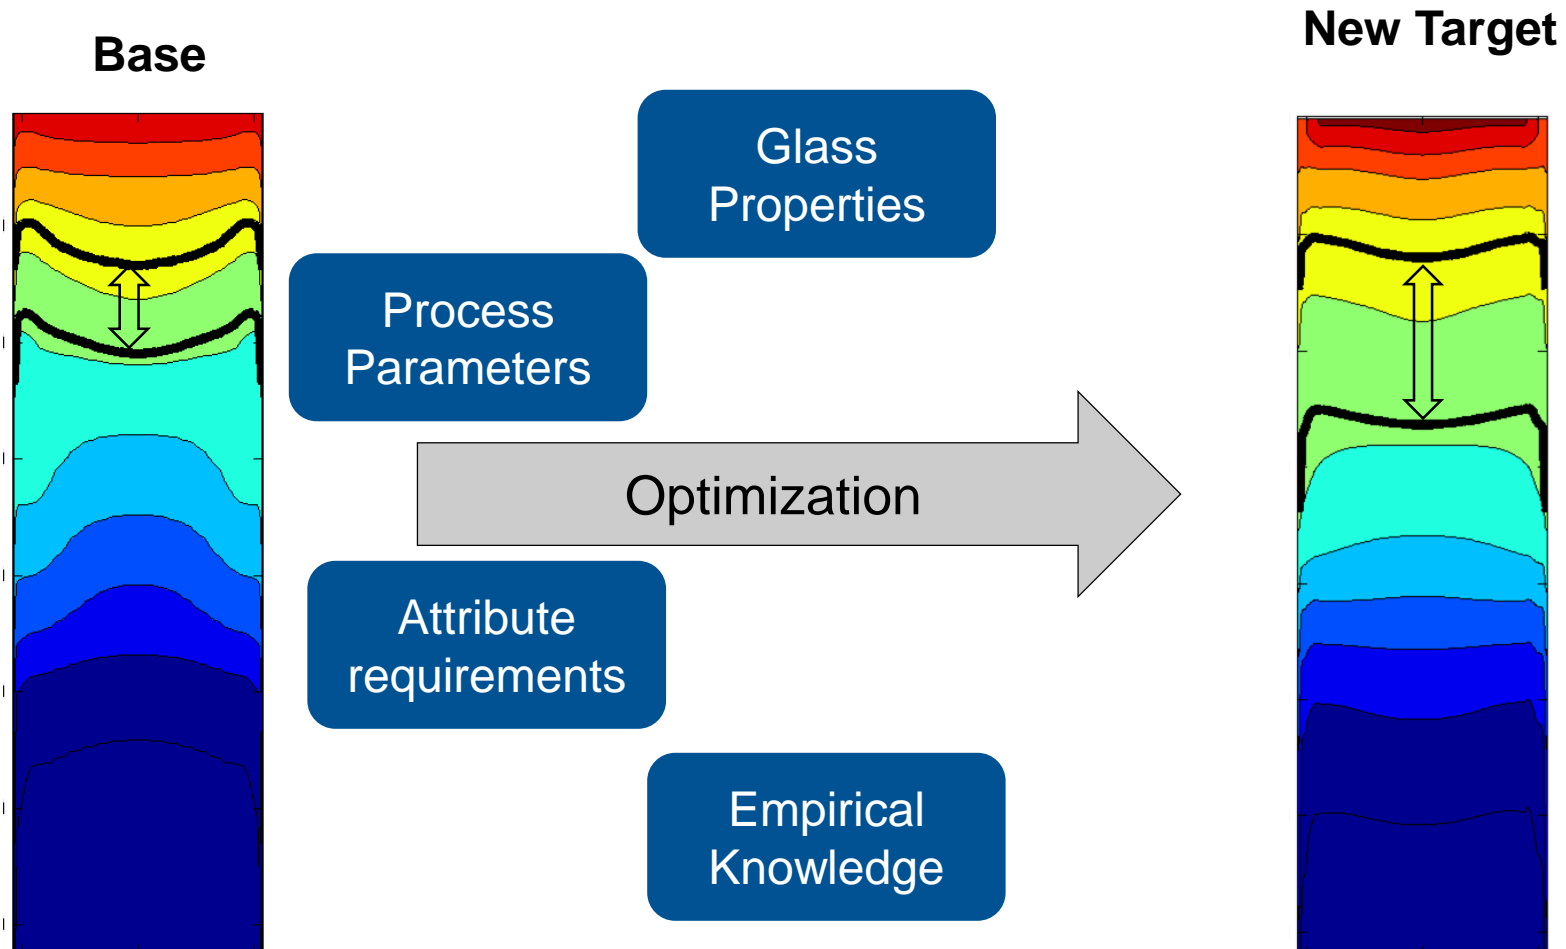 Base
New Target
Glass
Properties
Process
Parameters
Optimization
Attribute
requirements
Empirical
Knowledge